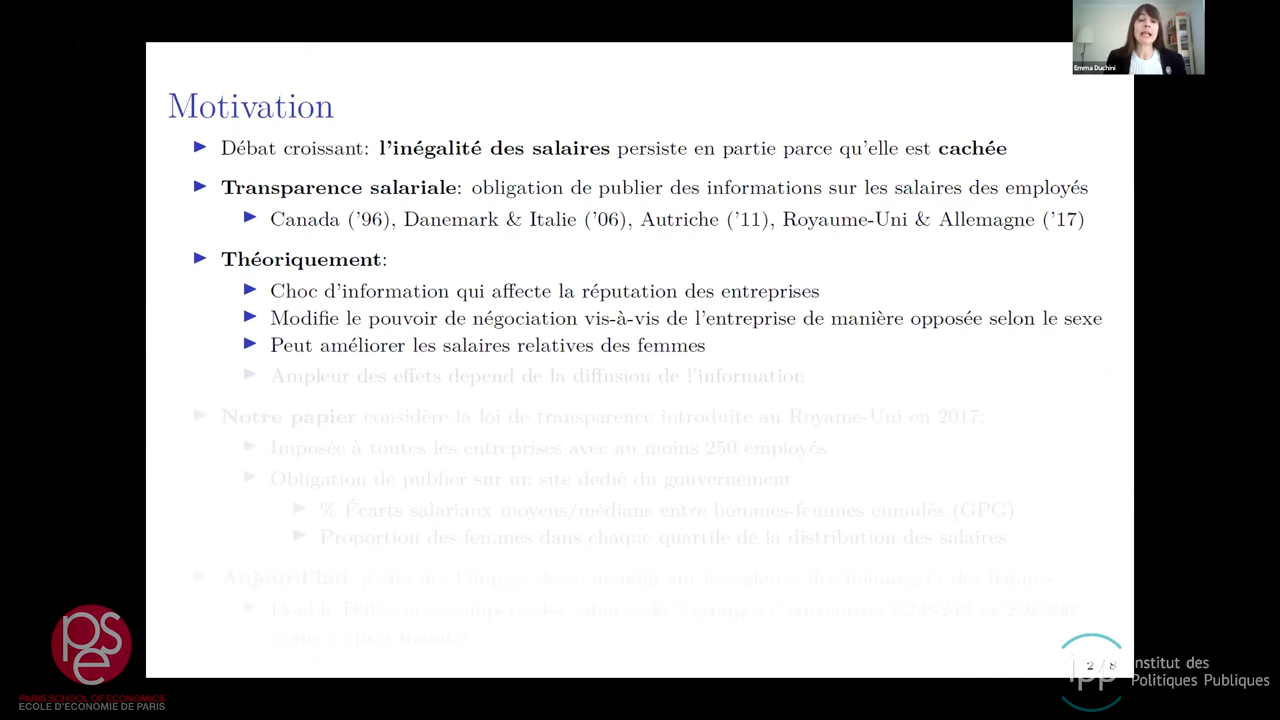 Emma Duchini
Motivation
Débat croissant: l'inégalité des salaires persiste en partie parce qu'elle est cachée
Transparence salariale: obligation de publier des informations sur les salaires des employés
Canada ('96), Danemark & Italie ('06), Autriche ('11), Royaume-Uni & Allemagne ('17)
Théoriquement:
Choc d'information qui affecte la réputation des entreprises
Modifie le pouvoir de négociation vis-à-vis de l'entreprise de manière opposée selon le sexe
Peut améliorer les salaires relatives des femmes
Ampleur des effets depend de la diffusion de l'information
Notre papier considère la loi de transparence introduite au Royame-Uni en 2017:
Imposée à toutes les entreprises avec au moins 250 employés
Obligation de publier sur un site dedié du gouvernement
% Écarts salariaux moyens/médians entre hommes-femmes cumulés (GPG)
Proportion des femmes dans chaque quartile de la distribution des salaires
Aujourd'hui
des femmes
pse
PARIS SCHOOL OF ECONOMICS
ECOLE D'ECONOMIE DE PARIS
2 / 8
ipp
Institut des
Politiques Publiques